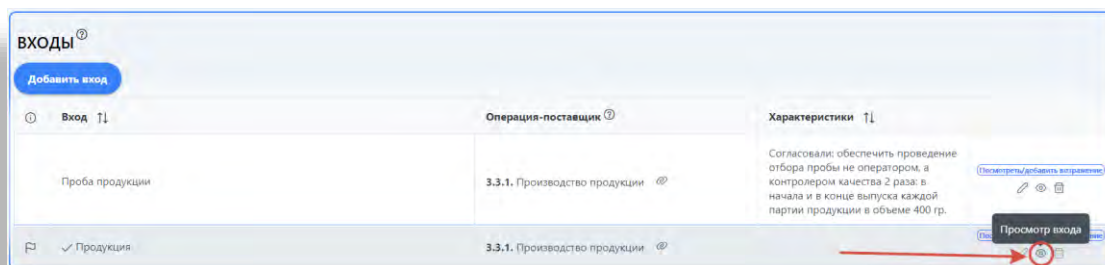 ВХОДЫ
Добавить вход
Вход Операция-поставщик Характеристики
Проба продукции
3.3.1. Производство продукции
Согласовали: обеспечить проведение
отбора пробы не оператором, а
контролером качества 2 раза: в
начала и в конце выпуска каждой
партии продукции в объеме 400 гр.
Посмотреть/добавить возражение
Просмотр входа
Продукция
3.3.1. Производство продукции